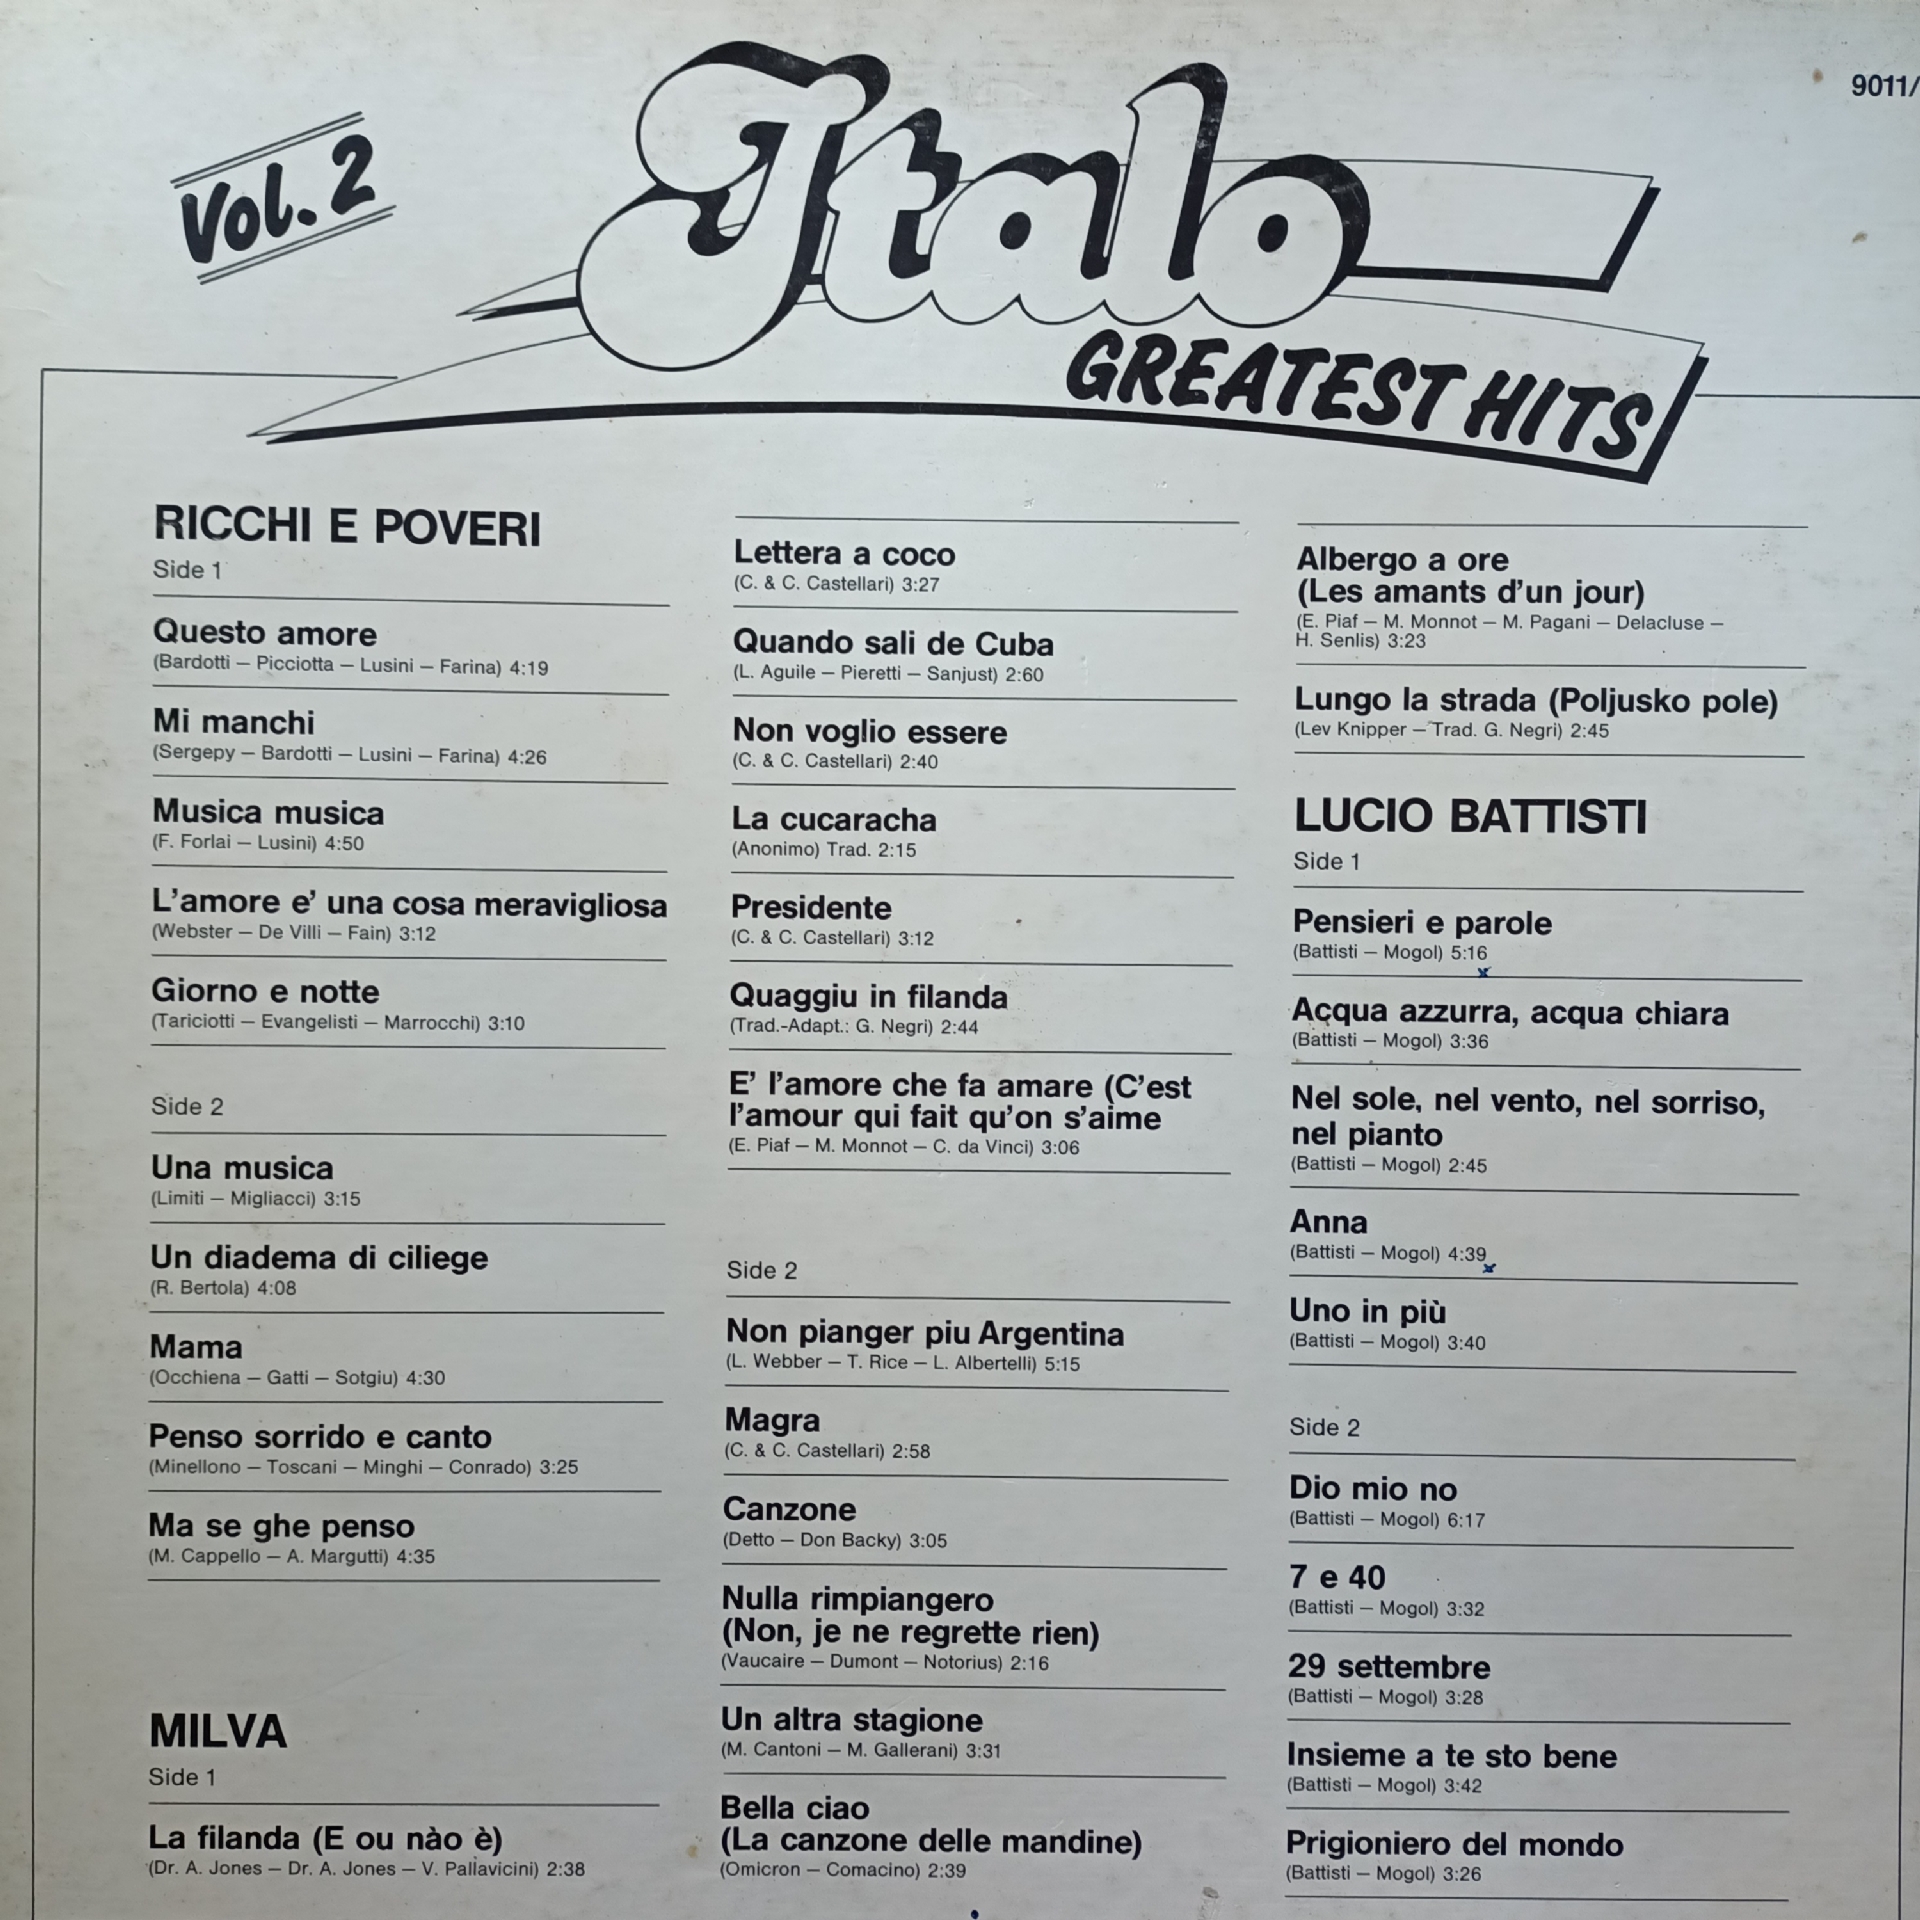 9011/
Vol. 2
Italo
GREATEST HITS
RICCHI E POVERI
Side 1
Questo amore
(Bardotti – Picciotta – Lusini – Farina) 4:19
Mi manchi
(Sergepy – Bardotti – Lusini – Farina) 4:26
Musica musica
(F. Forlai – Lusini) 4:50
L'amore e' una cosa meravigliosa
(Webster – De Villi – Fain) 3:12
Giorno e notte
(Tariciotti – Evangelisti – Marrocchi) 3:10
Side 2
Una musica
(Limiti – Migliacci) 3:15
Un diadema di ciliege
(R. Bertola) 4:08
Mama
(Occhiena – Gatti – Sotgiu) 4:30
Penso sorrido e canto
(Minellono – Toscani – Minghi – Conrado) 3:25
Ma se ghe penso
(M. Cappello – A. Margutti) 4:35
MILVA
Side 1
La filanda (E ou nào è)
(Dr. A. Jones – Dr. A. Jones – V. Pallavicini) 2:38
Lettera a coco
(C. & C. Castellari) 3:27
Quando sali de Cuba
(L. Aguile – Pieretti – Sanjust) 2:60
Non voglio essere
(C. & C. Castellari) 2:40
La cucaracha
(Anonimo) Trad. 2:15
Presidente
(C. & C. Castellari) 3:12
Quaggiu in filanda
(Trad.-Adapt.: G. Negri) 2:44
E' l'amore che fa amare (C'est
l'amour qui fait qu'on s'aime
(E. Piaf – M. Monnot – C. da Vinci) 3:06
Side 2
Non pianger piu Argentina
(L. Webber – T. Rice – L. Albertelli) 5:15
Magra
(C. & C. Castellari) 2:58
Canzone
(Detto – Don Backy) 3:05
Nulla rimpiangero
(Non, je ne regrette rien)
(Vaucaire – Dumont – Notorius) 2:16
Un altra stagione
(M. Cantoni – M. Gallerani) 3:31
Bella ciao
(La canzone delle mandine)
(Omicron – Comacino) 2:39
Albergo a ore
(Les amants d'un jour)
(E. Piaf – M. Monnot – M. Pagani – Delacluse –
H. Senlis) 3:23
Lungo la strada (Poljusko pole)
(Lev Knipper – Trad. G. Negri) 2:45
LUCIO BATTISTI
Side 1
Pensieri e parole
(Battisti – Mogol) 5:16
Acqua azzurra, acqua chiara
(Battisti – Mogol) 3:36
Nel sole, nel vento, nel sorriso,
nel pianto
(Battisti – Mogol) 2:45
Anna
(Battisti – Mogol) 4:39
Uno in più
(Battisti – Mogol) 3:40
Side 2
Dio mio no
(Battisti – Mogol) 6:17
7 e 40
(Battisti – Mogol) 3:32
29 settembre
(Battisti – Mogol) 3:28
Insieme a te sto bene
(Battisti – Mogol) 3:42
Prigioniero del mondo
(Battisti – Mogol) 3:26